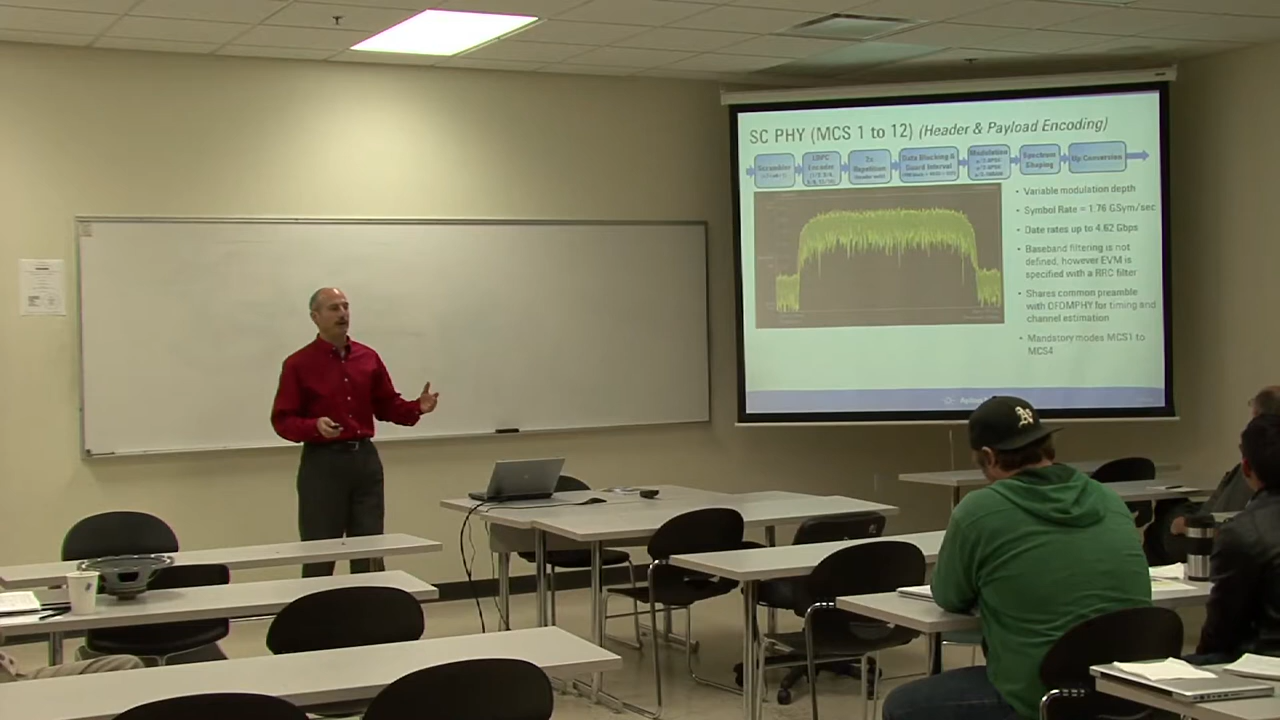 SC PHY (MCS 1 to 12) (Header & Payload Encoding)
Scrambler
LDPC
Encoder
2x
Repetition
Data Blocking &
Guard Interval
Modulation
Spectrum
Shaping
Up Conversion
• Variable modulation depth
• Symbol Rate = 1.76 GSym/sec
• Date rates up to 4.62 Gbps
• Baseband filtering is not
defined, however EVM is
specified with a RRC filter
• Shares common preamble
with OFDMPHY for timing and
channel estimation
• Mandatory modes MCS1 to
MCS4
A's